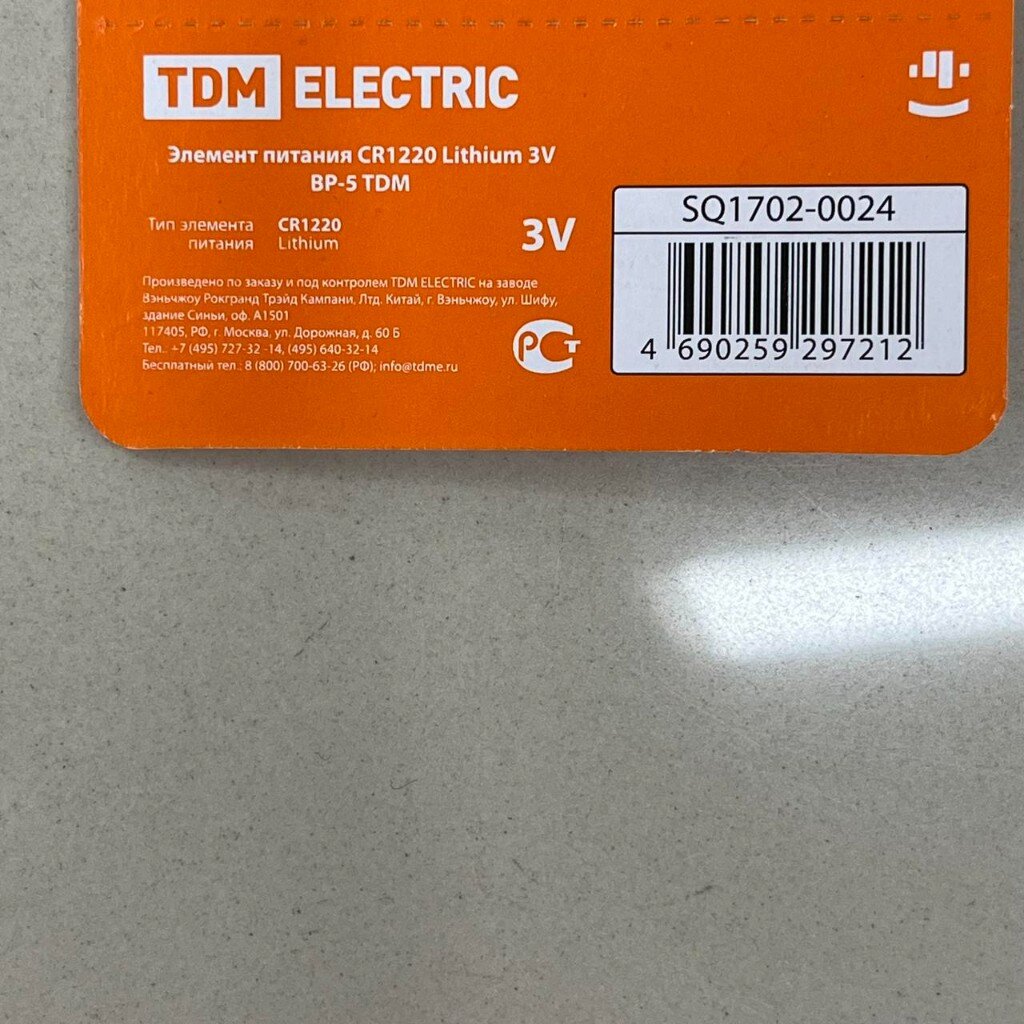 TDM ELECTRIC
Элемент питания CR1220 Lithium 3V
BP-5 TDM
Тип элемента CR1220
питания Lithium
3V
SQ1702-0024
Произведено по заказу и под контролем TDM ELECTRIC на заводе
Вэньчжоу Рокгранд Трэйд Кампани, Лтд. Китай, г. Вэньчжоу, ул. Шифу,
здание Синьи, оф. А1501
117405, РФ, г. Москва, ул. Дорожная, д. 60 Б
Тел.: +7 (495) 727-32-14, (495) 640-32-14
Бесплатный тел.: 8 (800) 700-63-26 (РФ); info@tdme.ru
РСТ
4 690259 297212